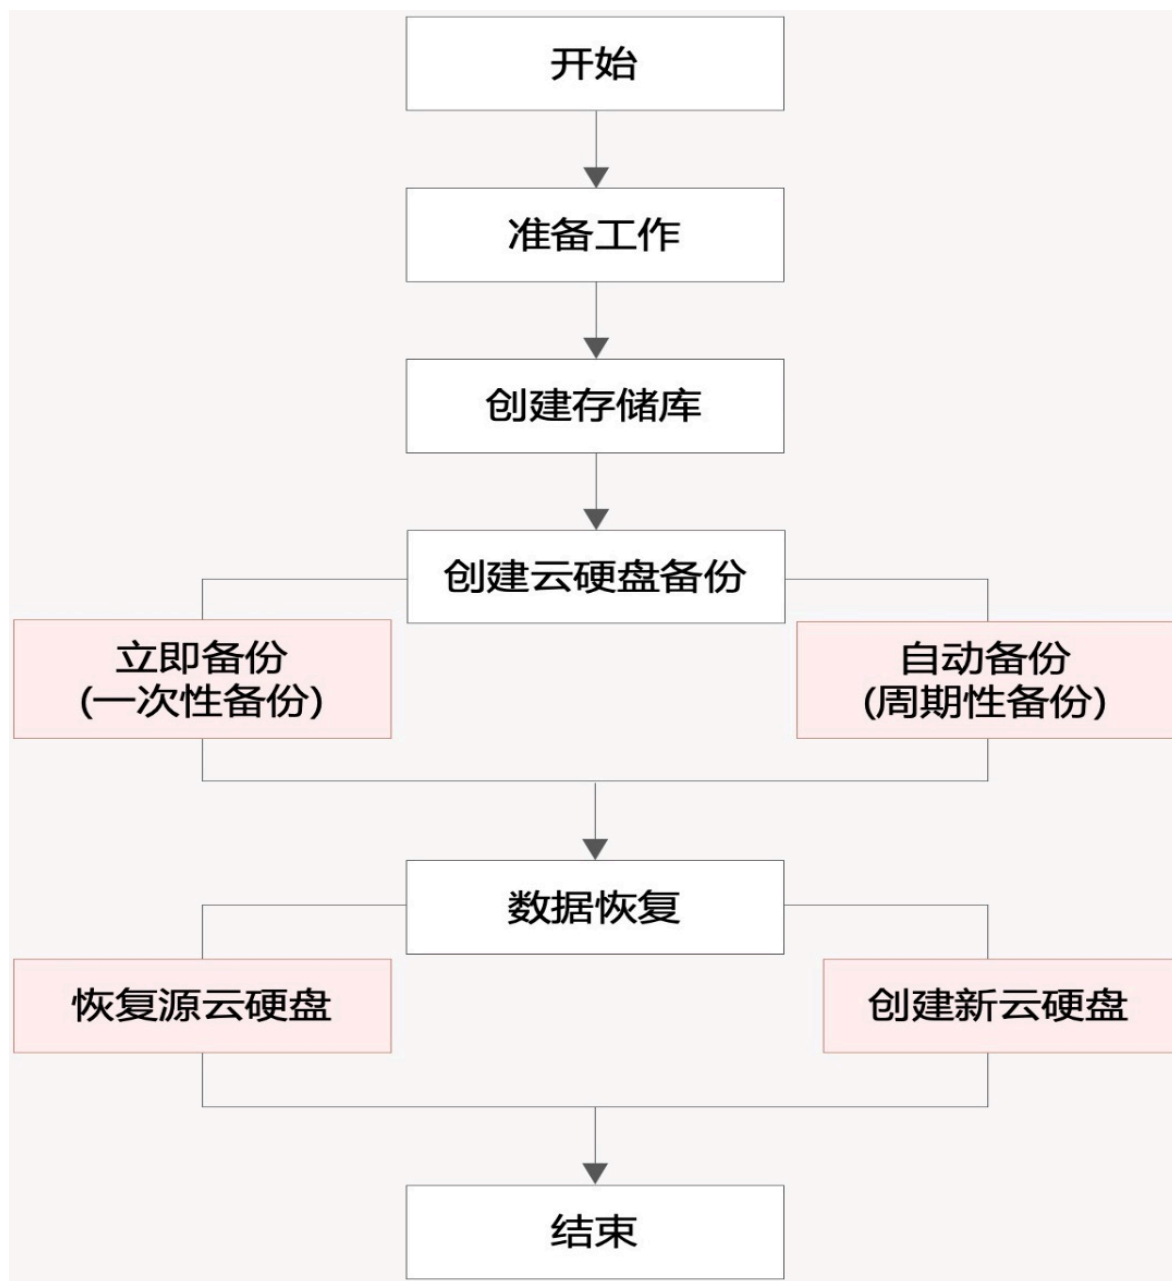 开始
准备工作
创建存储库
创建云硬盘备份
立即备份
(一次性备份)
自动备份
(周期性备份)
数据恢复
恢复源云硬盘
创建新云硬盘
结束